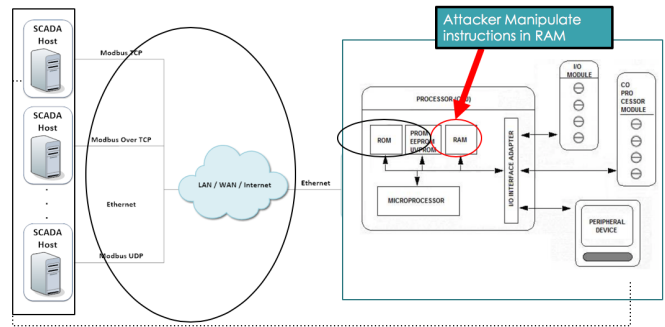 Attacker Manipulate
instructions in RAM
SCADA
Host
Modbus TCP
SCADA
Host
Modbus Over TCP
LAN / WAN / Internet
Ethernet
Ethernet
SCADA
Host
Modbus UDP
PROCESSOR (CPU)
ROM
PROM
EEPROM
UVPROM
RAM
MICROPROCESSOR
I/O INTERFACE ADAPTER
I/O
MODULE
CO
PRO
CESSOR
MODULE
PERIPHERAL
DEVICE